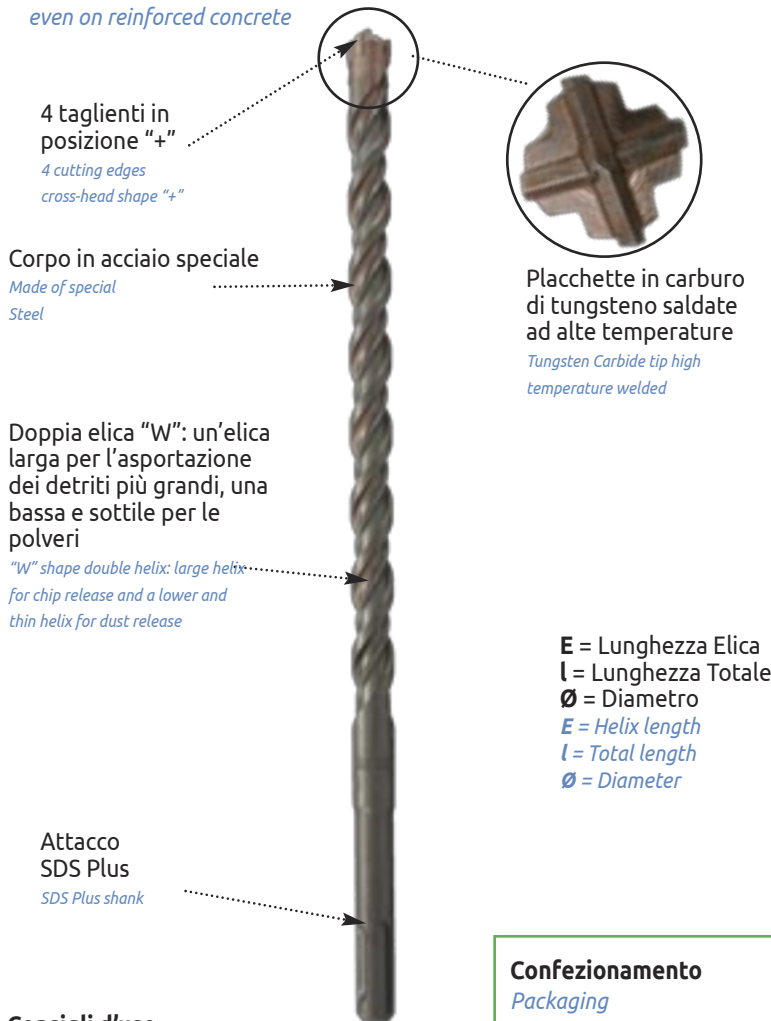 even on reinforced concrete
4 taglienti in
posizione “+”
4 cutting edges
cross-head shape “+”
Corpo in acciaio speciale
Made of special
Steel
Placchette in carburo
di tungsteno saldate
ad alte temperature
Tungsten Carbide tip high
temperature welded
Doppia elica “W”: un’elica
larga per l’asportazione
dei detriti più grandi, una
bassa e sottile per le
polveri
“W” shape double helix: large helix
for chip release and a lower and
thin helix for dust release
E = Lunghezza Elica
l = Lunghezza Totale
Ø = Diametro
E = Helix length
l = Total length
Ø = Diameter
Attacco
SDS Plus
SDS Plus shank
Confezionamento
Packaging
Consigli d’uso